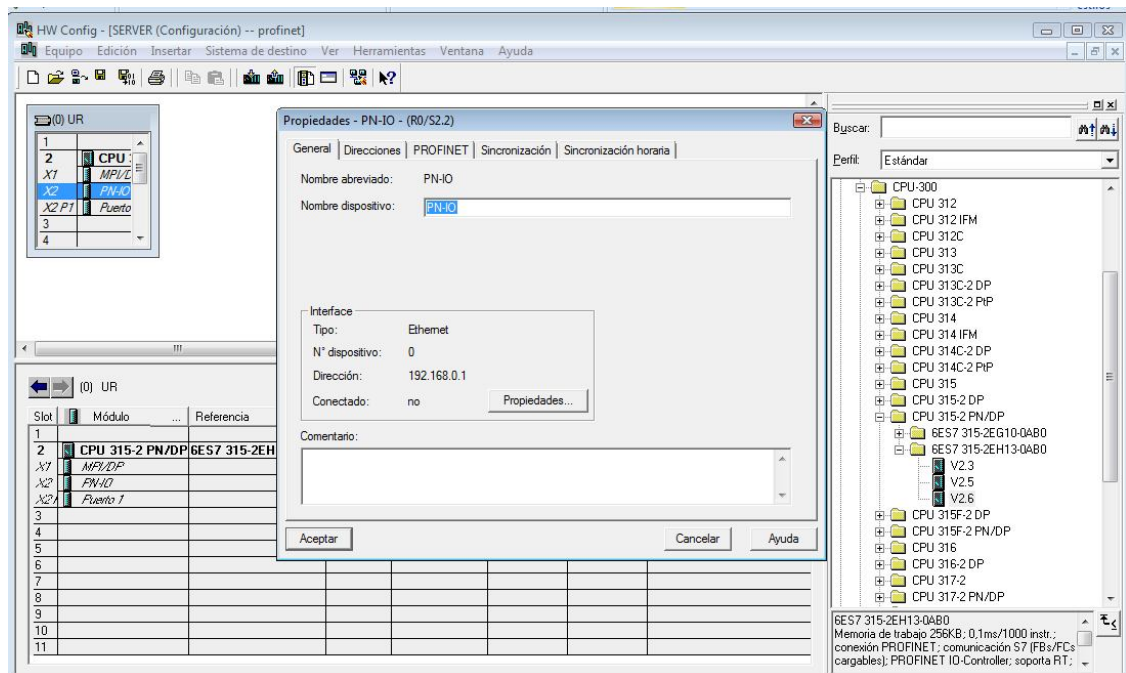 HW Config - [SERVER (Configuración) -- profinet]
Equipo Edición Insertar Sistema de destino Ver Herramientas Ventana Ayuda
(0) UR
1
2 CPU
X1 MPI/D
X2 PN-IO
X2 P1 Puerto
3
4
Propiedades - PN-IO - (R0/S2.2)
General Direcciones PROFINET Sincronización Sincronización horaria
Nombre abreviado: PN-IO
Nombre dispositivo: PN-IO
Interface
Tipo: Ethernet
N° dispositivo: 0
Dirección: 192.168.0.1
Conectado: no Propiedades...
Comentario:
Aceptar Cancelar Ayuda
(0) UR
Slot Módulo ... Referencia
1
2 CPU 315-2 PN/DP 6ES7 315-2EH
X1 MPI/DP
X2 PN-IO
X2 Puerto 1
3
4
5
6
7
8
9
10
11
Buscar:
Perfil: Estándar
CPU-300
CPU 312
CPU 312 IFM
CPU 312C
CPU 313
CPU 313C
CPU 313C-2 DP
CPU 313C-2 PtP
CPU 314
CPU 314 IFM
CPU 314C-2 DP
CPU 314C-2 PtP
CPU 315
CPU 315-2 DP
CPU 315-2 PN/DP
6ES7 315-2EG10-0AB0
6ES7 315-2EH13-0AB0
V2.3
V2.5
V2.6
CPU 315F-2 DP
CPU 315F-2 PN/DP
CPU 316
CPU 316-2 DP
CPU 317-2
CPU 317-2 PN/DP
6ES7 315-2EH13-0AB0
Memoria de trabajo 256KB; 0,1ms/1000 instr.;
conexión PROFINET; comunicación S7 (FBs/FCs
cargables); PROFINET IO-Controller; soporta RT;